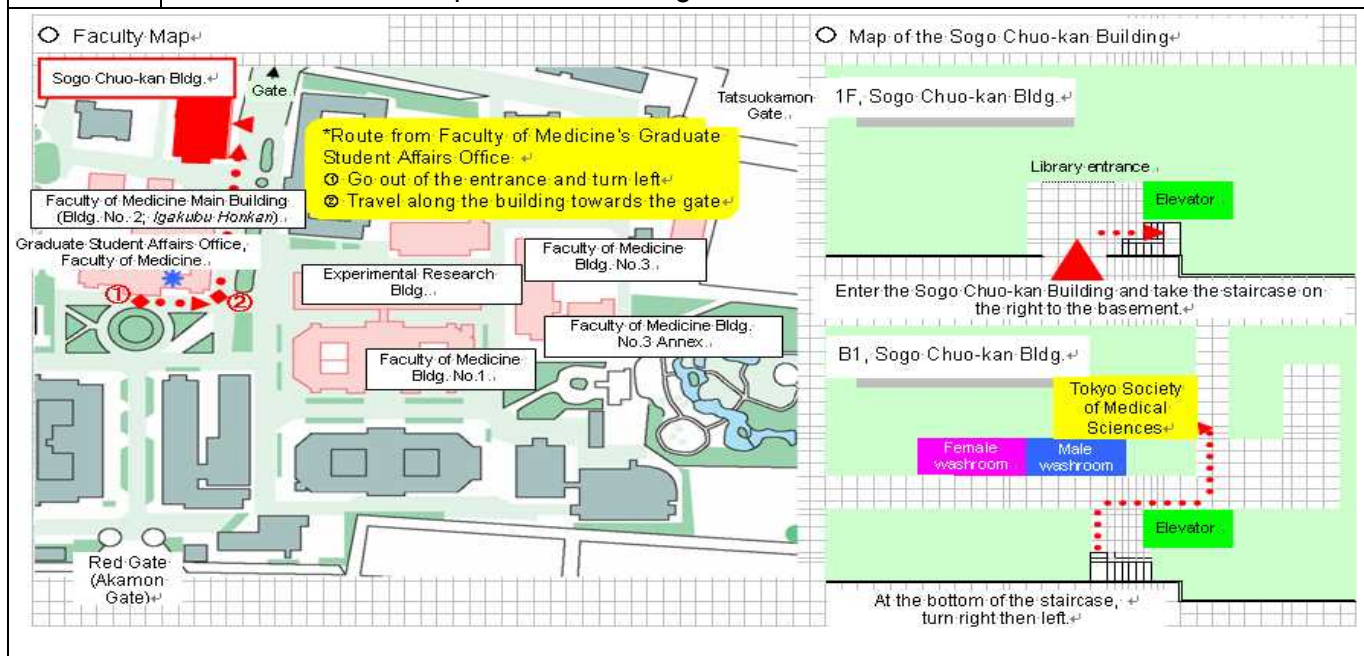 Faculty Map
Sogo Chuo-kan Bldg.
Gate
Tatsuokamon
Gate
*Route from Faculty of Medicine's Graduate
Student Affairs Office
① Go out of the entrance and turn left
② Travel along the building towards the gate
Faculty of Medicine Main Building
(Bldg. No. 2; Igakubu Honkan)
Graduate Student Affairs Office,
Faculty of Medicine
①
②
Experimental Research
Bldg.
Faculty of Medicine
Bldg. No.3
Faculty of Medicine Bldg.
No.3 Annex
Faculty of Medicine
Bldg. No.1
Red Gate
(Akamon
Gate)
Map of the Sogo Chuo-kan Building
1F, Sogo Chuo-kan Bldg.
Library entrance
Elevator
Enter the Sogo Chuo-kan Building and take the staircase on
the right to the basement.
B1, Sogo Chuo-kan Bldg.
Tokyo Society
of Medical
Sciences
Female
washroom
Male
washroom
Elevator
At the bottom of the staircase,
turn right then left.